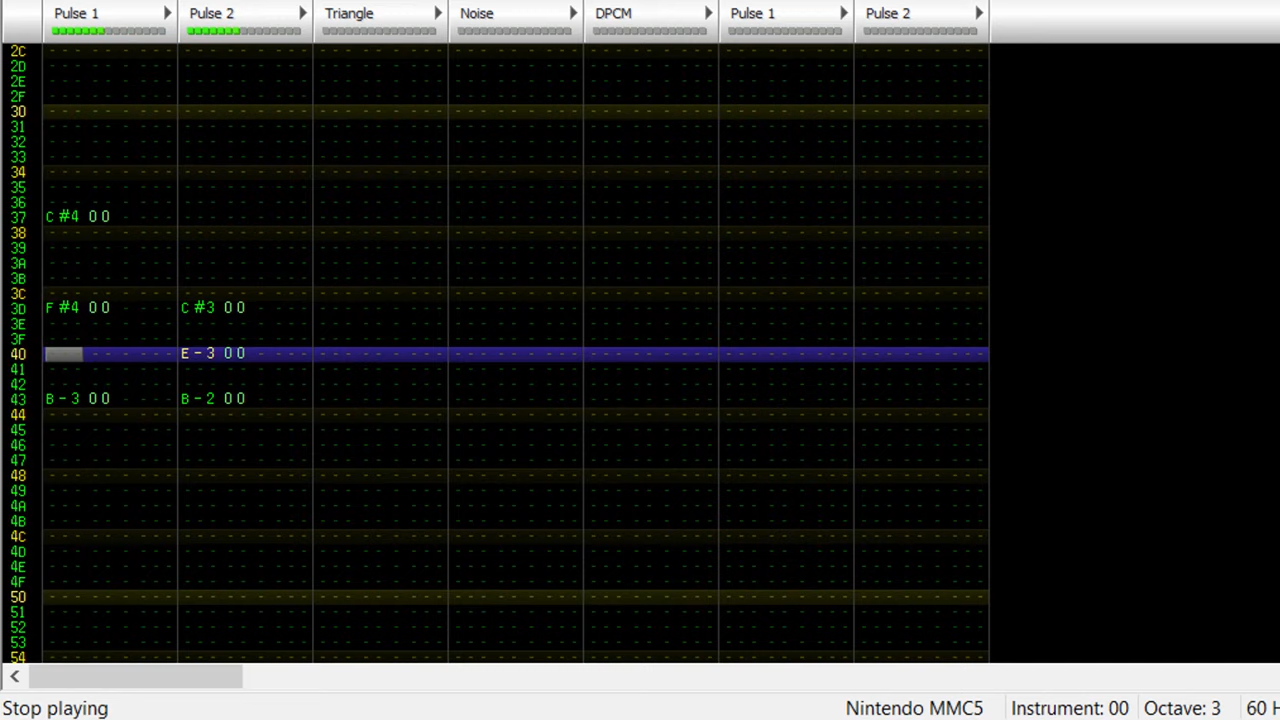 Pulse 1 Pulse 2 Triangle Noise DPCM Pulse 1 Pulse 2
2C
2D
2E
2F
30
31
32
33
34
35
36
37 C#4 00
38
39
3A
3B
3C
3D F#4 00 C#3 00
3E
3F
40 E-3 00
41
42
43 B-3 00 B-2 00
44
45
46
47
48
49
4A
4B
4C
4D
4E
4F
50
51
52
53
54
Stop playing Nintendo MMC5 Instrument: 00 Octave: 3 60 H